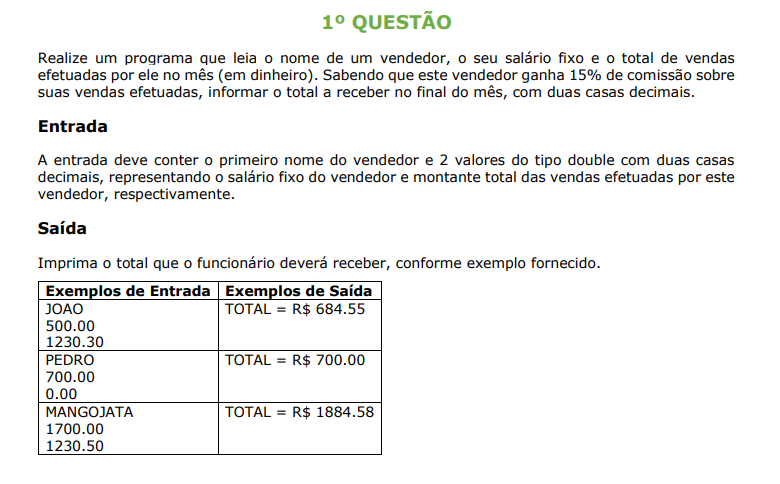 1º QUESTÃO
Realize um programa que leia o nome de um vendedor, o seu salário fixo e o total de vendas
efetuadas por ele no mês (em dinheiro). Sabendo que este vendedor ganha 15% de comissão sobre
suas vendas efetuadas, informar o total a receber no final do mês, com duas casas decimais.
Entrada
A entrada deve conter o primeiro nome do vendedor e 2 valores do tipo double com duas casas
decimais, representando o salário fixo do vendedor e montante total das vendas efetuadas por este
vendedor, respectivamente.
Saída
Imprima o total que o funcionário deverá receber, conforme exemplo fornecido.
Exemplos de Entrada Exemplos de Saída
JOAO TOTAL = R$ 684.55
500.00
1230.30
PEDRO TOTAL = R$ 700.00
700.00
0.00
MANGOJATA TOTAL = R$ 1884.58
1700.00
1230.50